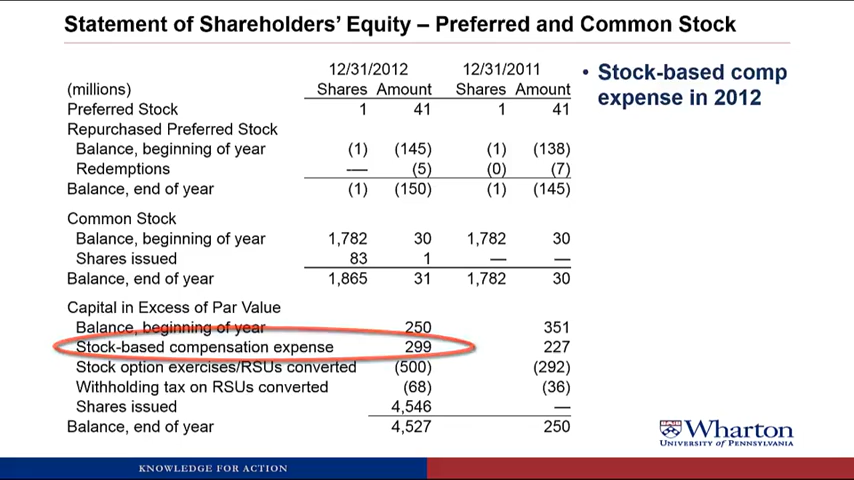 Statement of Shareholders' Equity – Preferred and Common Stock
12/31/2012 12/31/2011
(millions) Shares Amount Shares Amount
Preferred Stock 1 41 1 41
Repurchased Preferred Stock
Balance, beginning of year (1) (145) (1) (138)
Redemptions — (5) (0) (7)
Balance, end of year (1) (150) (1) (145)
Common Stock
Balance, beginning of year 1,782 30 1,782 30
Shares issued 83 1 — —
Balance, end of year 1,865 31 1,782 30
Capital in Excess of Par Value
Balance, beginning of year 250 351
Stock-based compensation expense 299 227
Stock option exercises/RSUs converted (500) (292)
Withholding tax on RSUs converted (68) (36)
Shares issued 4,546 —
Balance, end of year 4,527 250
• Stock-based comp
expense in 2012
Wharton
UNIVERSITY of PENNSYLVANIA
KNOWLEDGE FOR ACTION